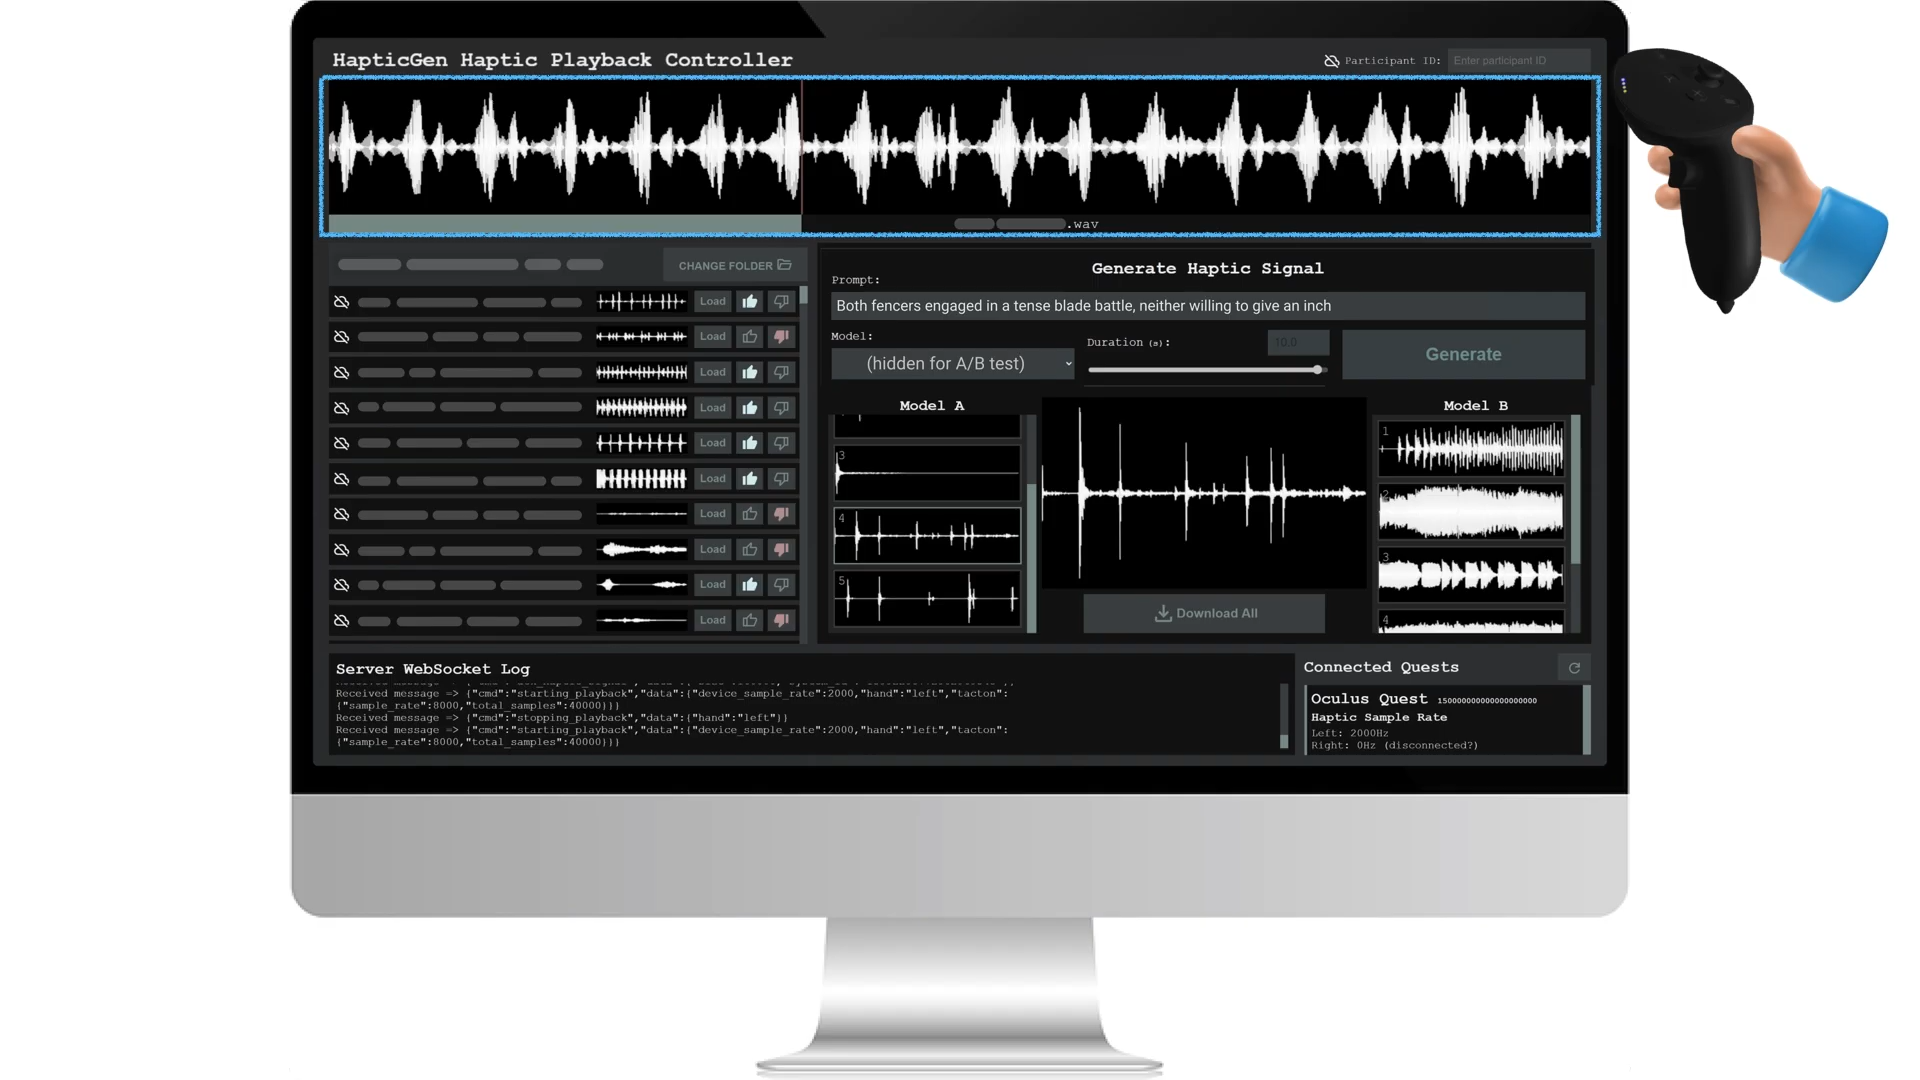 HapticGen Haptic Playback Controller
Participant ID: Enter participant ID
.wav
CHANGE FOLDER
Load
Load
Load
Load
Load
Load
Load
Load
Load
Load
Generate Haptic Signal
Prompt:
Both fencers engaged in a tense blade battle, neither willing to give an inch
Model:
(hidden for A/B test)
Duration (s):
10.0
Generate
Model A
3
4
5
Download All
Model B
1
2
3
4
Server WebSocket Log
Received message => {"cmd":"starting_playback","data":{"device_sample_rate":2000,"hand":"left","tacton":
{"sample_rate":8000,"total_samples":40000}}}
Received message => {"cmd":"stopping_playback","data":{"hand":"left"}}
Received message => {"cmd":"starting_playback","data":{"device_sample_rate":2000,"hand":"left","tacton":
{"sample_rate":8000,"total_samples":40000}}}
Connected Quests
Oculus Quest
Haptic Sample Rate
Left: 2000Hz
Right: 0Hz (disconnected?)